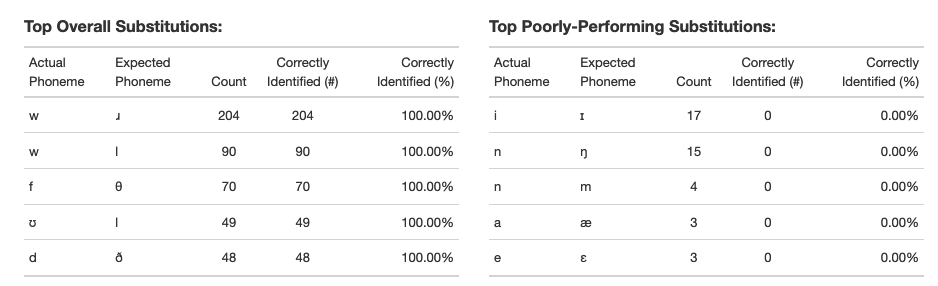 Top Overall Substitutions:
Actual Phoneme Expected Phoneme Count Correctly Identified (#) Correctly Identified (%)
w ɹ 204 204 100.00%
w l 90 90 100.00%
f θ 70 70 100.00%
ʊ l 49 49 100.00%
d ð 48 48 100.00%
Top Poorly-Performing Substitutions:
Actual Phoneme Expected Phoneme Count Correctly Identified (#) Correctly Identified (%)
i ɪ 17 0 0.00%
n ŋ 15 0 0.00%
n m 4 0 0.00%
a æ 3 0 0.00%
e ɛ 3 0 0.00%